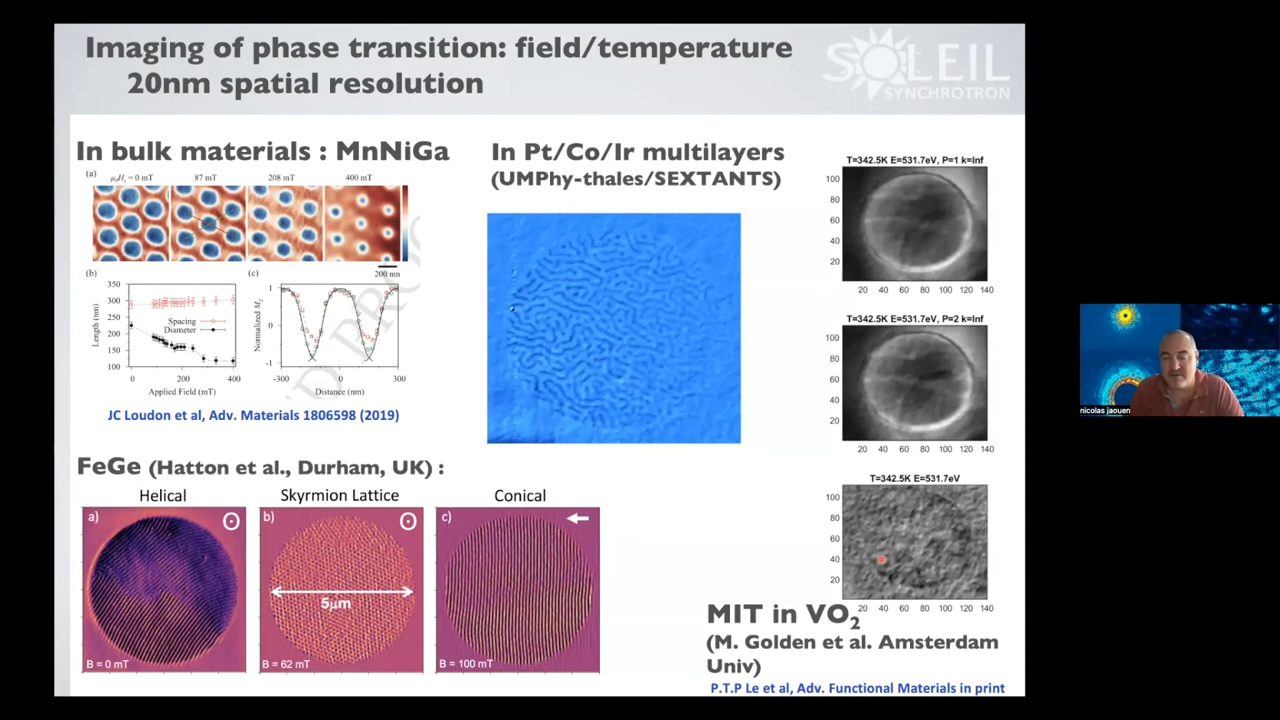 Imaging of phase transition: field/temperature
20nm spatial resolution
SOLEIL
SYNCHROTRON
In bulk materials : MnNiGa
(a)
μ0Hz = 0 mT
87 mT
208 mT
400 mT
200 nm
(b)
350
300
250
200
150
100
Length (nm)
Spacing
Diameter
0
200
400
Applied Field (mT)
(c)
1
0
-1
Normalized Mz
-300
0
300
Distance (nm)
JC Loudon et al, Adv. Materials 1806598 (2019)
In Pt/Co/Ir multilayers
(UMPhy-thales/SEXTANTS)
T=342.5K E=531.7eV, P=1 k=Inf
100
80
60
40
20
20 40 60 80 100 120 140
T=342.5K E=531.7eV, P=2 k=Inf
100
80
60
40
20
20 40 60 80 100 120 140
T=342.5K E=531.7eV
100
80
60
40
20
20 40 60 80 100 120 140
FeGe (Hatton et al., Durham, UK) :
Helical
Skyrmion Lattice
Conical
a)
B = 0 mT
b)
5μm
B = 62 mT
c)
B = 100 mT
MIT in VO2
(M. Golden et al. Amsterdam
Univ)
P.T.P Le et al, Adv. Functional Materials in print
nicolas jaouen